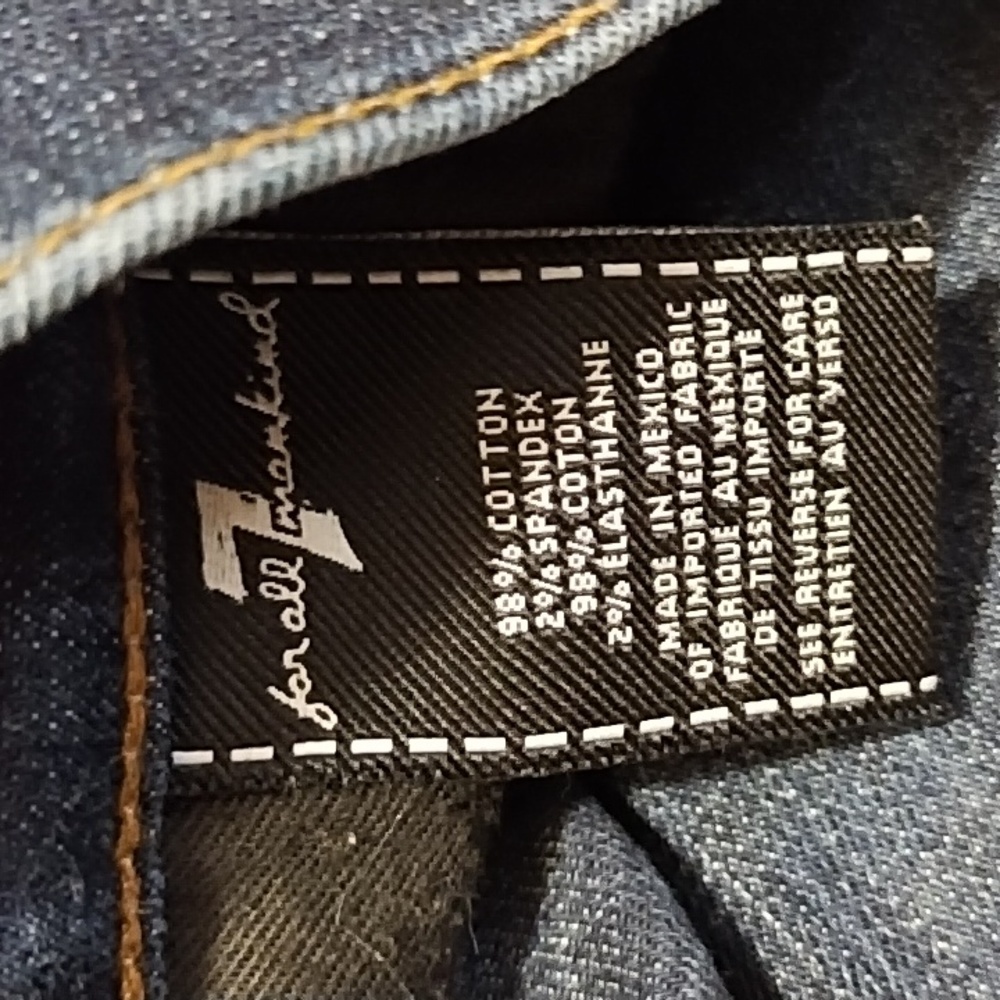 7
for all mankind
98% COTTON
2% SPANDEX
98% COTON
2% ELASTHANNE
MADE IN MEXICO
OF IMPORTED FABRIC
FABRIQUE AU MEXIQUE
DE TISSU IMPORTÉ
SEE REVERSE FOR CARE
ENTRETIEN AU VERSO